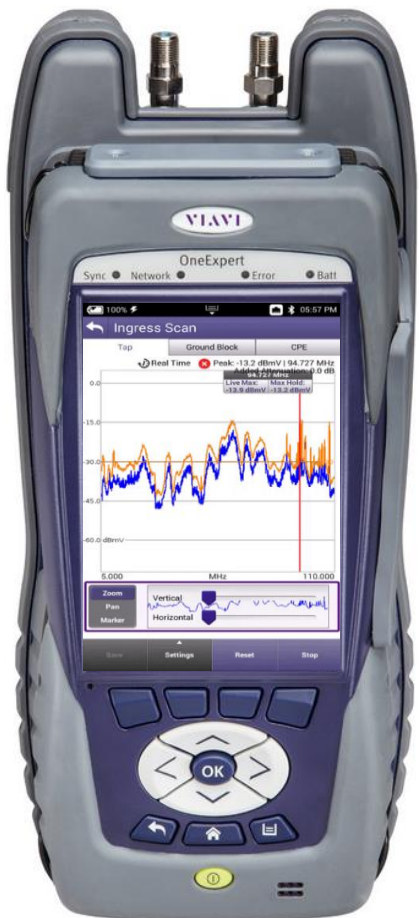 VIAVI
OneExpert
Sync Network Error Batt
100% 05:57 PM
Ingress Scan
Tap Ground Block CPE
Real Time Peak: -13.2 dBmV | 94.727 MHz
Added Attenuation: 0.0 dB
94.727 MHz
Live Max: Max Hold:
-13.9 dBmV -13.2 dBmV
0.0
-15.0
-30.0
-45.0
-60.0 dBmV
5.000 MHz 110.000
Zoom
Pan
Marker
Vertical
Horizontal
Save Settings Reset Stop
OK